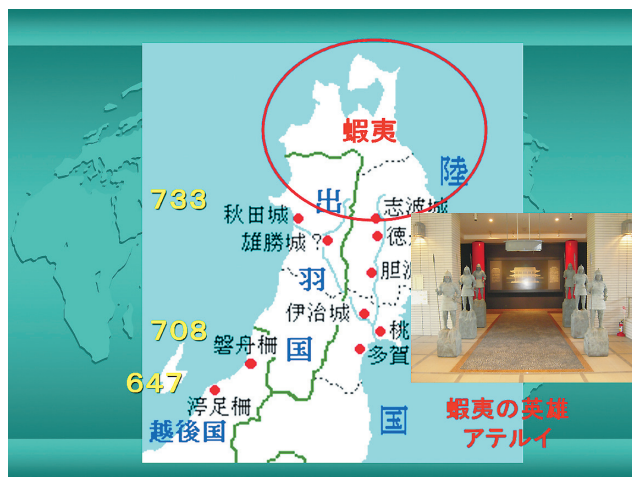 蝦夷
陸
733
出
秋田城
志波城
雄勝城?
徳
羽
胆
伊治城
708
国
桃
磐舟柵
多賀
647
渟足柵
越後国
国
蝦夷の英雄
アテルイ